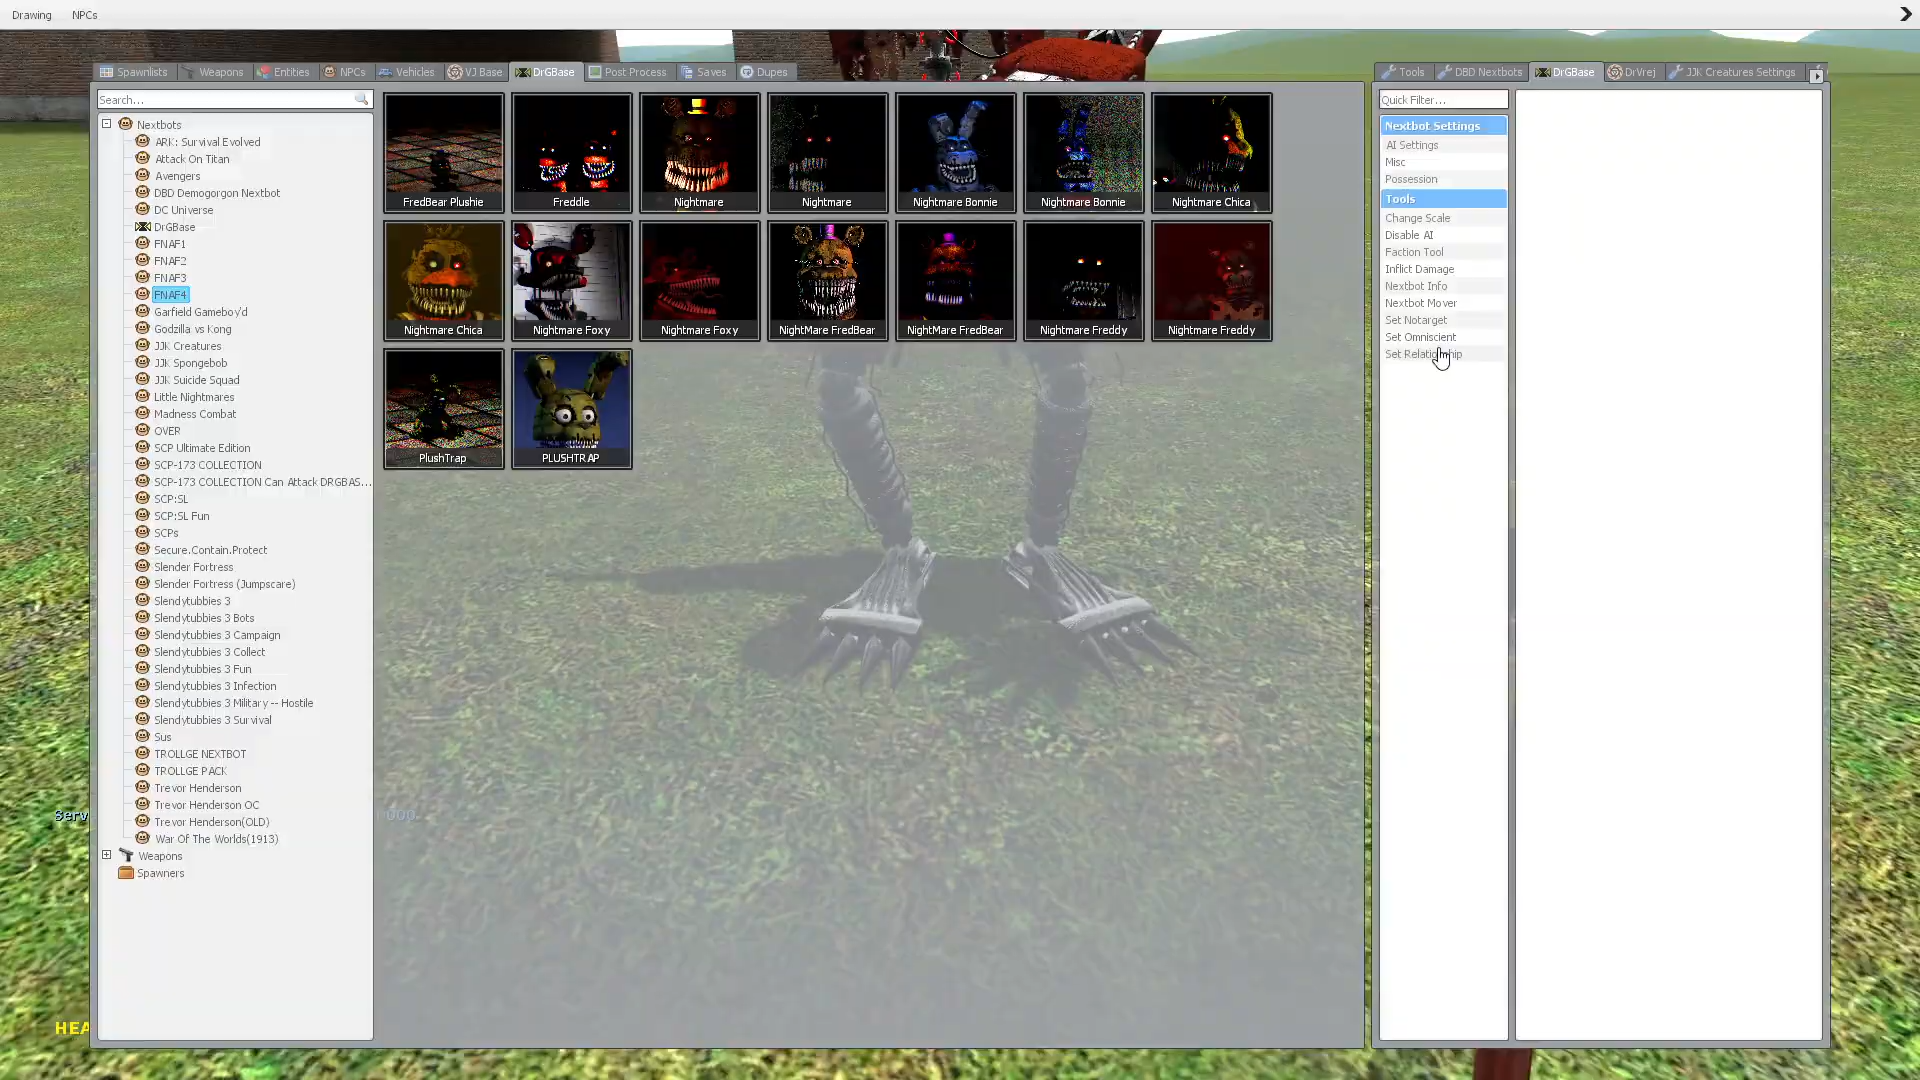 Drawing NPCs
Spawnlists Weapons Entities NPCs Vehicles VJ Base DrGBase Post Process Saves Dupes
Tools DBD Nextbots DrGBase DrVrej JJK Creatures Settings
Search...
Nextbots
ARK: Survival Evolved
Attack On Titan
Avengers
DBD Demogorgon Nextbot
DC Universe
DrGBase
FNAF1
FNAF2
FNAF3
FNAF4
Garfield Gameboy'd
Godzilla vs Kong
JJK Creatures
JJK Spongebob
JJK Suicide Squad
Little Nightmares
Madness Combat
OVER
SCP Ultimate Edition
SCP-173 COLLECTION
SCP-173 COLLECTION Can Attack DRGBAS...
SCP:SL
SCP:SL Fun
SCPs
Secure.Contain.Protect
Slender Fortress
Slender Fortress (Jumpscare)
Slendytubbies 3
Slendytubbies 3 Bots
Slendytubbies 3 Campaign
Slendytubbies 3 Collect
Slendytubbies 3 Fun
Slendytubbies 3 Infection
Slendytubbies 3 Military -- Hostile
Slendytubbies 3 Survival
Sus
TROLLGE NEXTBOT
TROLLGE PACK
Trevor Henderson
Trevor Henderson OC
Trevor Henderson(OLD)
War Of The Worlds(1913)
Weapons
Spawners
FredBear Plushie Freddle Nightmare Nightmare Nightmare Bonnie Nightmare Bonnie Nightmare Chica
Nightmare Chica Nightmare Foxy Nightmare Foxy NightMare FredBear NightMare FredBear Nightmare Freddy Nightmare Freddy
PlushTrap PLUSHTRAP
Quick Filter...
Nextbot Settings
AI Settings
Misc
Possession
Tools
Change Scale
Disable AI
Faction Tool
Inflict Damage
Nextbot Info
Nextbot Mover
Set Notarget
Set Omniscient
Set Relationship
Serv
000.
HEA